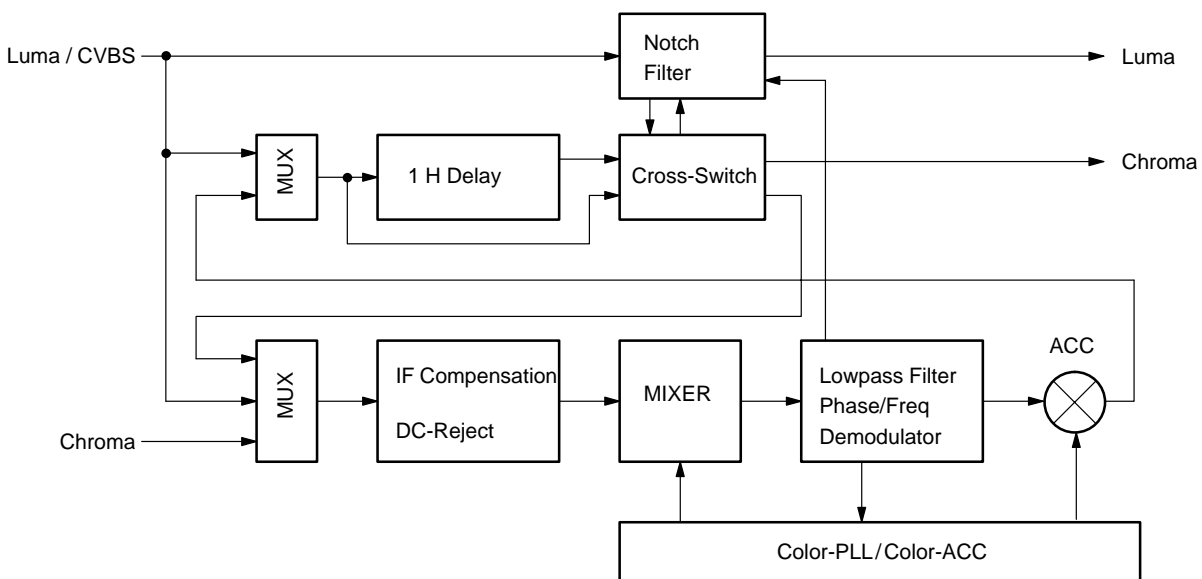 Luma / CVBS
Notch
Filter
Luma
MUX
1 H Delay
Cross-Switch
Chroma
ACC
MUX
IF Compensation
DC-Reject
MIXER
Lowpass Filter
Phase/Freq
Demodulator
Chroma
Color-PLL/Color-ACC